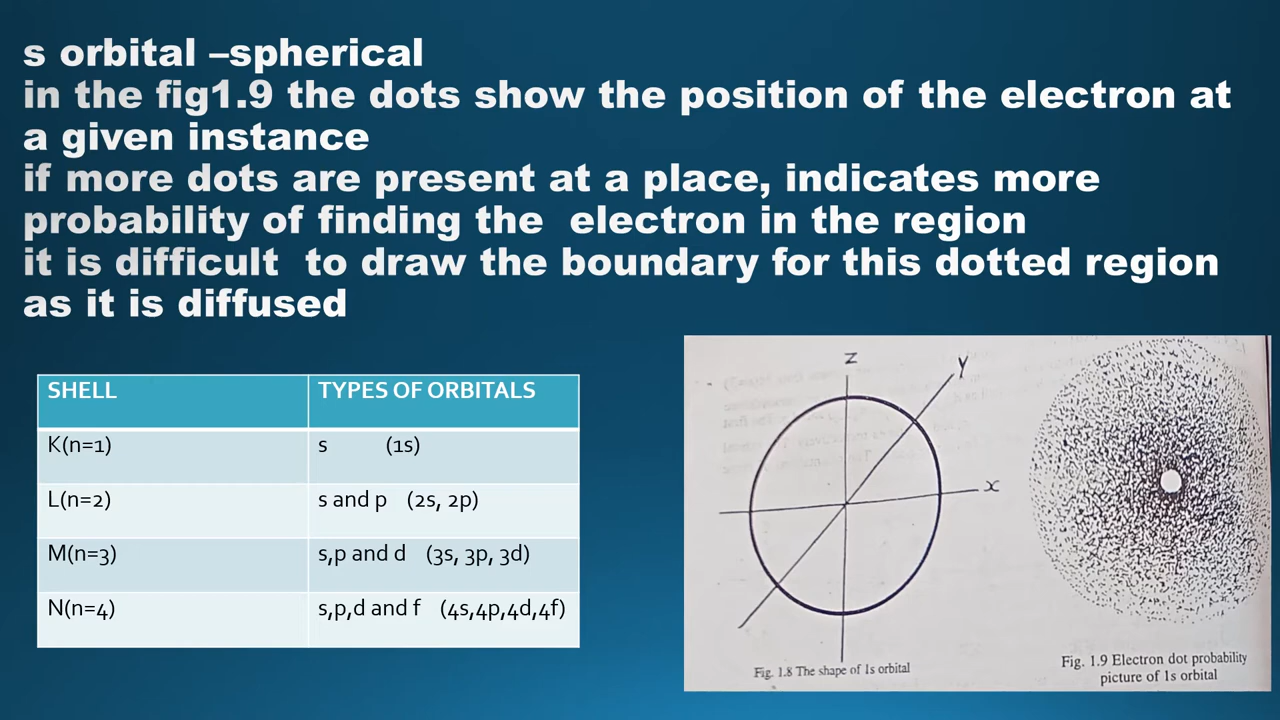 s orbital –spherical
in the fig1.9 the dots show the position of the electron at
a given instance
if more dots are present at a place, indicates more
probability of finding the  electron in the region
it is difficult  to draw the boundary for this dotted region
as it is diffused
SHELL TYPES OF ORBITALS
K(n=1) s (1s)
L(n=2) s and p (2s, 2p)
M(n=3) s,p and d (3s, 3p, 3d)
N(n=4) s,p,d and f (4s,4p,4d,4f)
z
y
x
Fig. 1.8 The shape of 1s orbital
Fig. 1.9 Electron dot probability
picture of 1s orbital